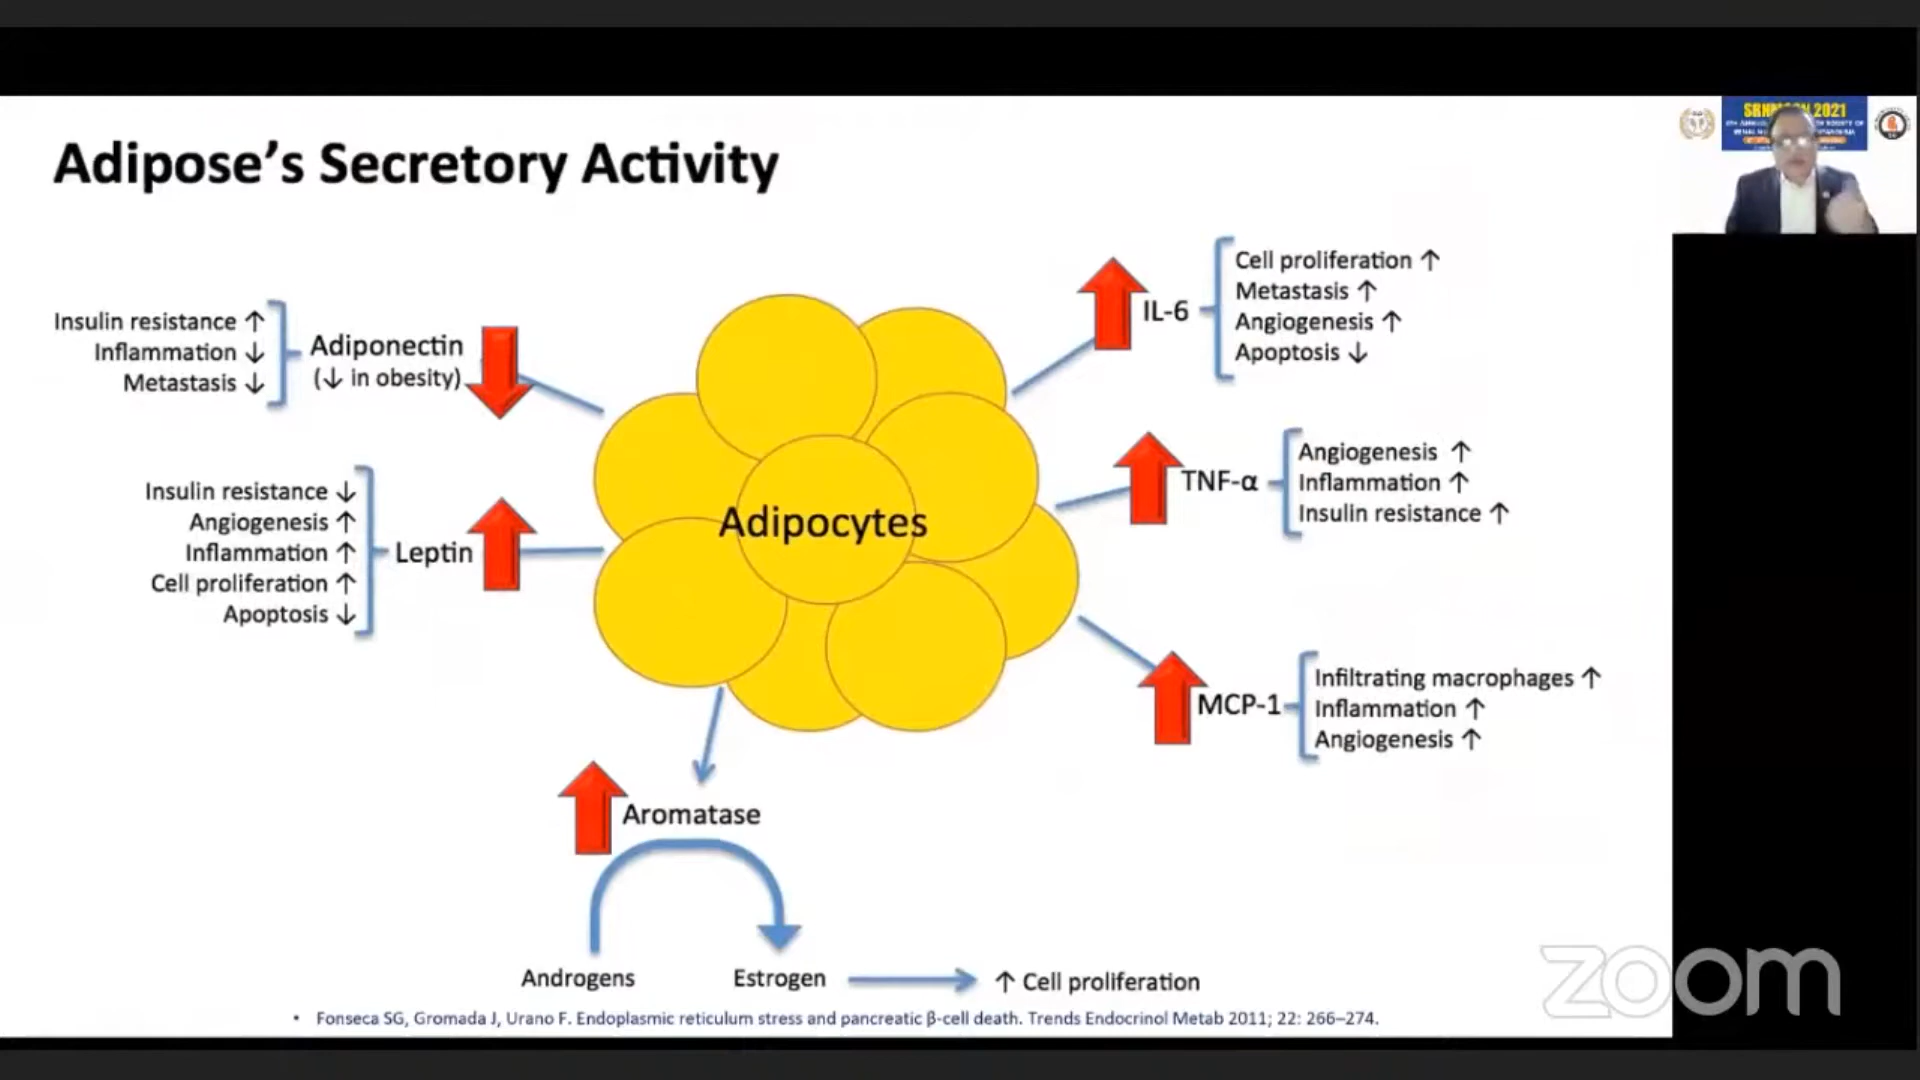 Adipose’s Secretory Activity
SRHN
2021
Insulin resistance ↑
Inflammation ↓
Metastasis ↓
Adiponectin
(↓ in obesity)
Insulin resistance ↓
Angiogenesis ↑
Inflammation ↑
Cell proliferation ↑
Apoptosis ↓
Leptin
Adipocytes
IL-6
Cell proliferation ↑
Metastasis ↑
Angiogenesis ↑
Apoptosis ↓
TNF-α
Angiogenesis ↑
Inflammation ↑
Insulin resistance ↑
MCP-1
Infiltrating macrophages ↑
Inflammation ↑
Angiogenesis ↑
Aromatase
Androgens
Estrogen
↑ Cell proliferation
• Fonseca SG, Gromada J, Urano F. Endoplasmic reticulum stress and pancreatic β-cell death. Trends Endocrinol Metab 2011; 22: 266–274.
zoom